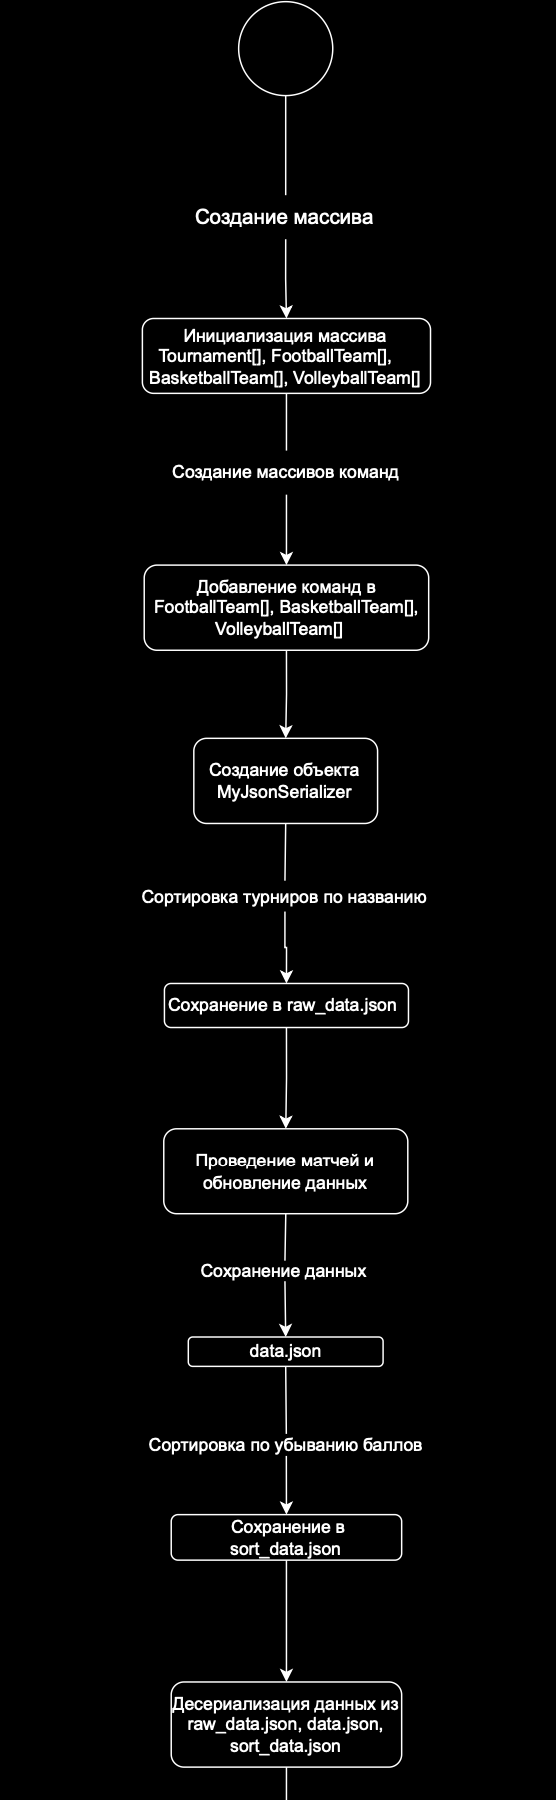 Создание массива
Инициализация массива
Tournament[], FootballTeam[],
BasketballTeam[], VolleyballTeam[]
Создание массивов команд
Добавление команд в
FootballTeam[], BasketballTeam[],
VolleyballTeam[]
Создание объекта
MyJsonSerializer
Сортировка турниров по названию
Сохранение в raw_data.json
Проведение матчей и
обновление данных
Сохранение данных
data.json
Сортировка по убыванию баллов
Сохранение в
sort_data.json
Десериализация данных из
raw_data.json, data.json,
sort_data.json